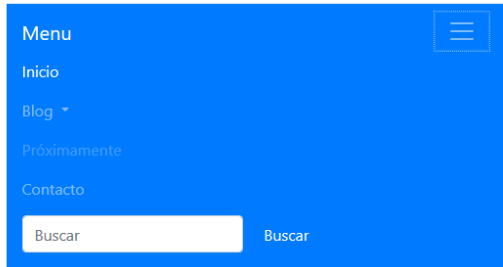 Menu
Inicio
Blog
Próximamente
Contacto
Buscar Buscar